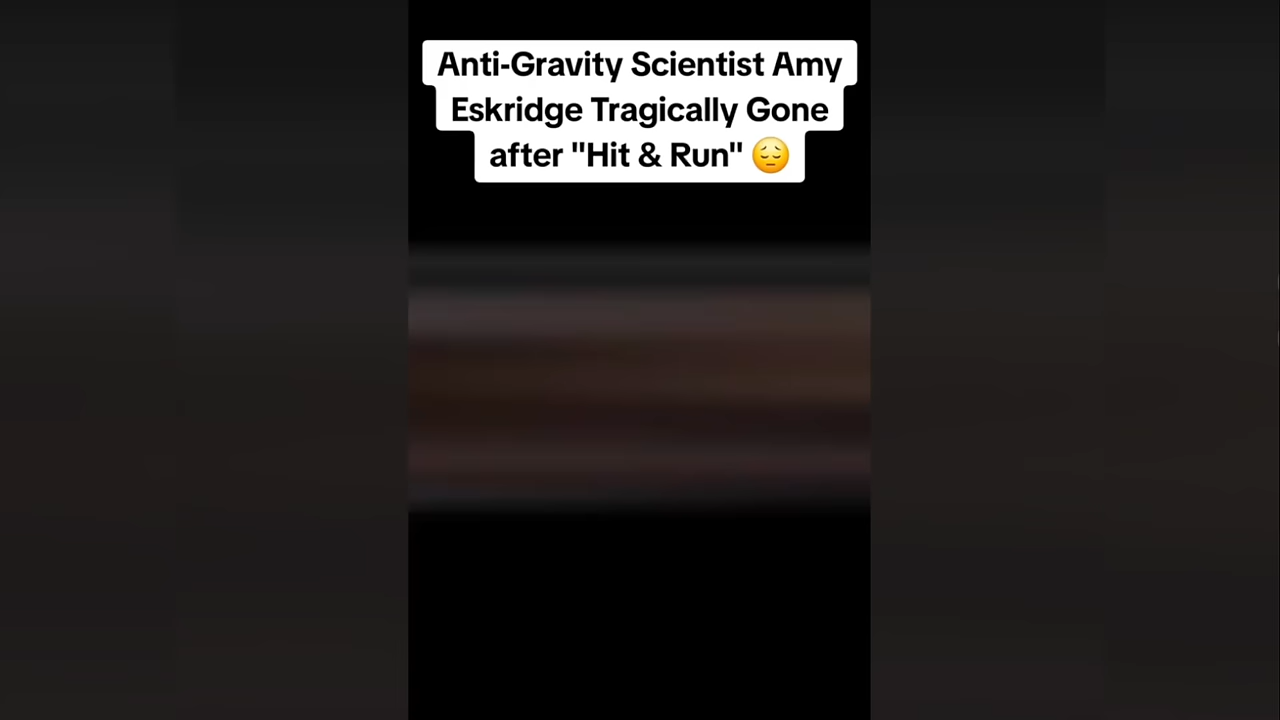 Anti-Gravity Scientist Amy
Eskridge Tragically Gone
after "Hit & Run" 😔